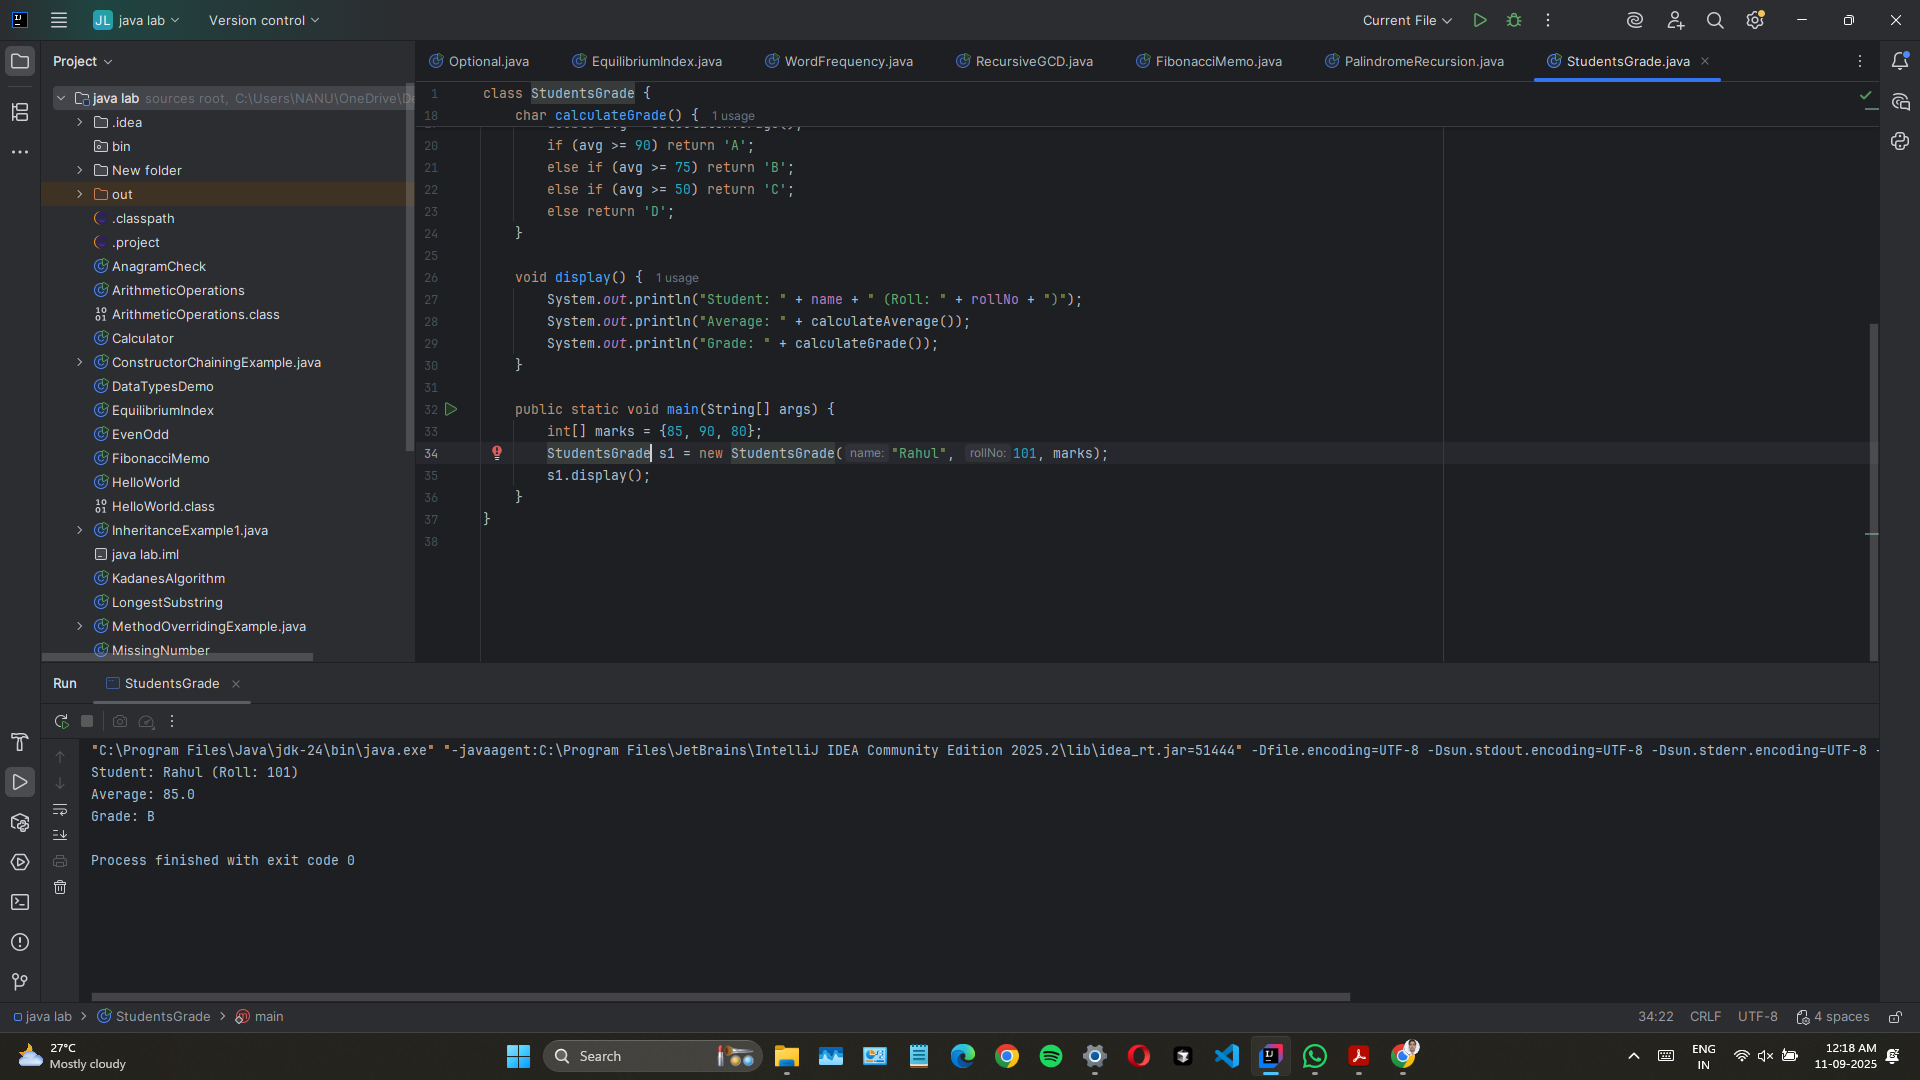 JL java lab
Version control
Current File
Project
Optional.java
EquilibriumIndex.java
WordFrequency.java
RecursiveGCD.java
FibonacciMemo.java
PalindromeRecursion.java
StudentsGrade.java
java lab sources root, C:\Users\NANU\OneDrive\De
.idea
bin
New folder
out
.classpath
.project
AnagramCheck
ArithmeticOperations
ArithmeticOperations.class
Calculator
ConstructorChainingExample.java
DataTypesDemo
EquilibriumIndex
EvenOdd
FibonacciMemo
HelloWorld
HelloWorld.class
InheritanceExample1.java
java lab.iml
KadanesAlgorithm
LongestSubstring
MethodOverridingExample.java
MissingNumber
1 class StudentsGrade {
18 char calculateGrade() { 1 usage
20 if (avg >= 90) return 'A';
21 else if (avg >= 75) return 'B';
22 else if (avg >= 50) return 'C';
23 else return 'D';
24 }
25
26 void display() { 1 usage
27 System.out.println("Student: " + name + " (Roll: " + rollNo + ")");
28 System.out.println("Average: " + calculateAverage());
29 System.out.println("Grade: " + calculateGrade());
30 }
31
32 public static void main(String[] args) {
33 int[] marks = {85, 90, 80};
34 StudentsGrade s1 = new StudentsGrade( name: "Rahul", rollNo: 101, marks);
35 s1.display();
36 }
37 }
38
Run StudentsGrade
"C:\Program Files\Java\jdk-24\bin\java.exe" "-javaagent:C:\Program Files\JetBrains\IntelliJ IDEA Community Edition 2025.2\lib\idea_rt.jar=51444" -Dfile.encoding=UTF-8 -Dsun.stdout.encoding=UTF-8 -Dsun.stderr.encoding=UTF-8 -
Student: Rahul (Roll: 101)
Average: 85.0
Grade: B
Process finished with exit code 0
java lab > StudentsGrade > main
34:22 CRLF UTF-8 4 spaces
27°C
Mostly cloudy
Search
ENG
IN
12:18 AM
11-09-2025